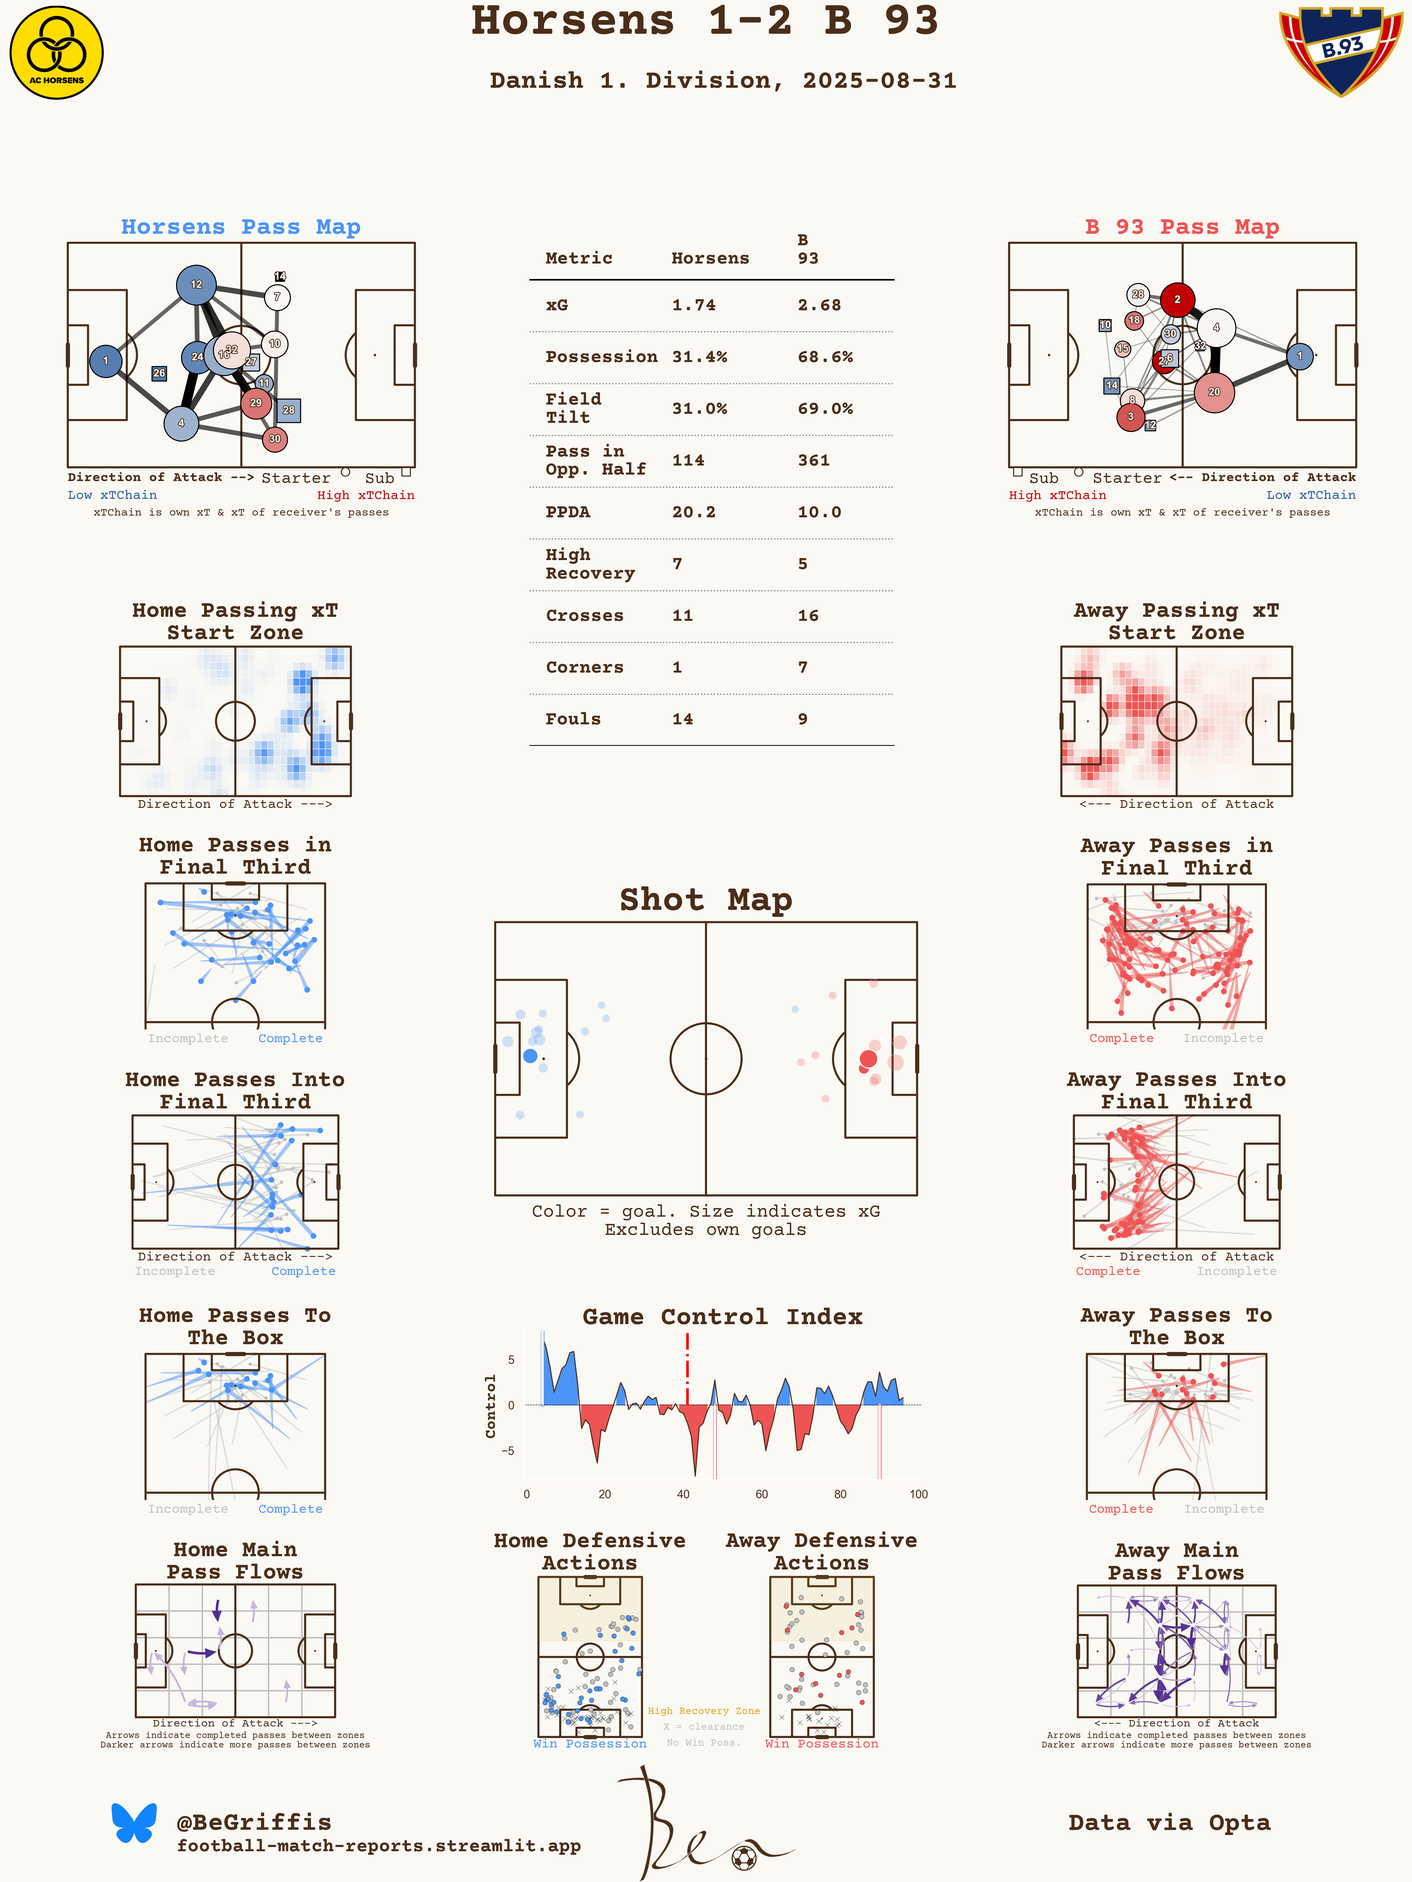 Horsens 1-2 B 93
Danish 1. Division, 2025-08-31
AC HORSENS
B.93
Horsens Pass Map
12
14
7
10
1
24
16
32
27
26
11
29
28
4
30
Direction of Attack --> Starter Sub
Low xTChain High xTChain
xTChain is own xT & xT of receiver's passes
Metric Horsens B 93
xG 1.74 2.68
Possession 31.4% 68.6%
Field Tilt 31.0% 69.0%
Pass in Opp. Half 114 361
PPDA 20.2 10.0
High Recovery 7 5
Crosses 11 16
Corners 1 7
Fouls 14 9
B 93 Pass Map
28
2
18
10
30
4
32
15
6
1
14
20
8
3
12
Sub Starter <-- Direction of Attack
High xTChain Low xTChain
xTChain is own xT & xT of receiver's passes
Home Passing xT
Start Zone
Direction of Attack --->
Away Passing xT
Start Zone
<--- Direction of Attack
Home Passes in
Final Third
Incomplete Complete
Away Passes in
Final Third
Complete Incomplete
Shot Map
Color = goal. Size indicates xG
Excludes own goals
Home Passes Into
Final Third
Direction of Attack --->
Incomplete Complete
Away Passes Into
Final Third
<--- Direction of Attack
Complete Incomplete
Home Passes To
The Box
Incomplete Complete
Game Control Index
Control
5
0
−5
0 20 40 60 80 100
Away Passes To
The Box
Complete Incomplete
Home Main
Pass Flows
Direction of Attack --->
Arrows indicate completed passes between zones
Darker arrows indicate more passes between zones
Home Defensive
Actions
Win Possession
High Recovery Zone
X = clearance
No Win Poss.
Away Defensive
Actions
Win Possession
Away Main
Pass Flows
<--- Direction of Attack
Arrows indicate completed passes between zones
Darker arrows indicate more passes between zones
@BeGriffis
football-match-reports.streamlit.app
Ben
Data via Opta